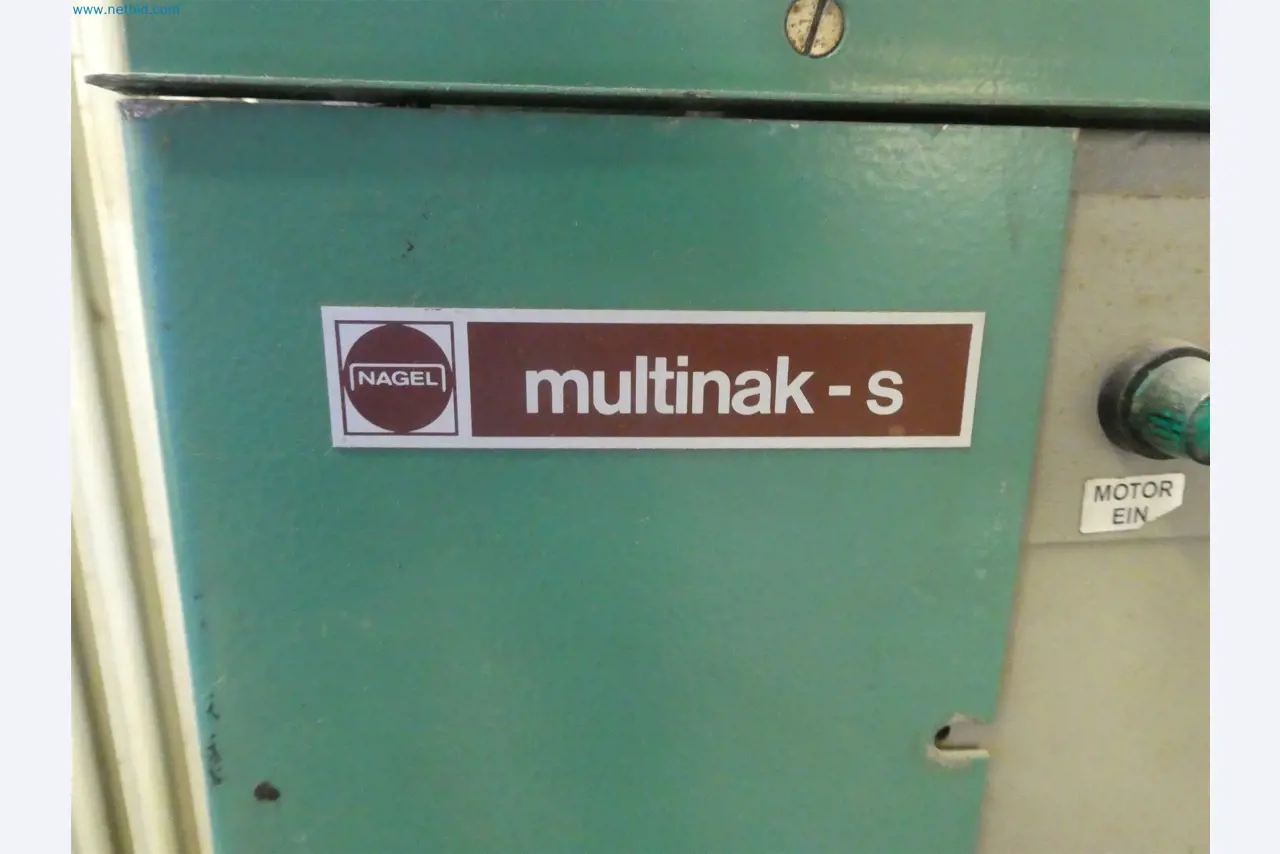 www.netbid.com
NAGEL
multinak - s
MOTOR
EIN